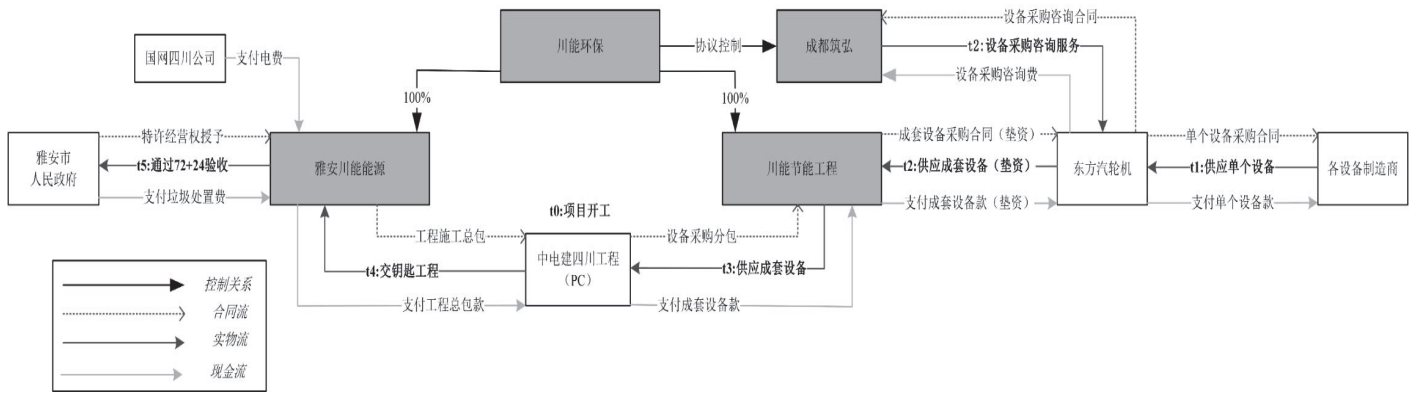 设备采购咨询合同
川能环保
协议控制
成都筑弘
t2:设备采购咨询服务
国网四川公司
支付电费
设备采购咨询费
100%
100%
特许经营权授予
成套设备采购合同（垫资）
单个设备采购合同
雅安市
人民政府
t5:通过72+24验收
雅安川能能源
川能节能工程
t2:供应成套设备（垫资）
东方汽轮机
t1:供应单个设备
各设备制造商
支付垃圾处置费
支付成套设备款（垫资）
支付单个设备款
t0:项目开工
工程施工总包
设备采购分包
中电建四川工程
（PC）
t4:交钥匙工程
t3:供应成套设备
支付工程总包款
支付成套设备款
控制关系
合同流
实物流
现金流